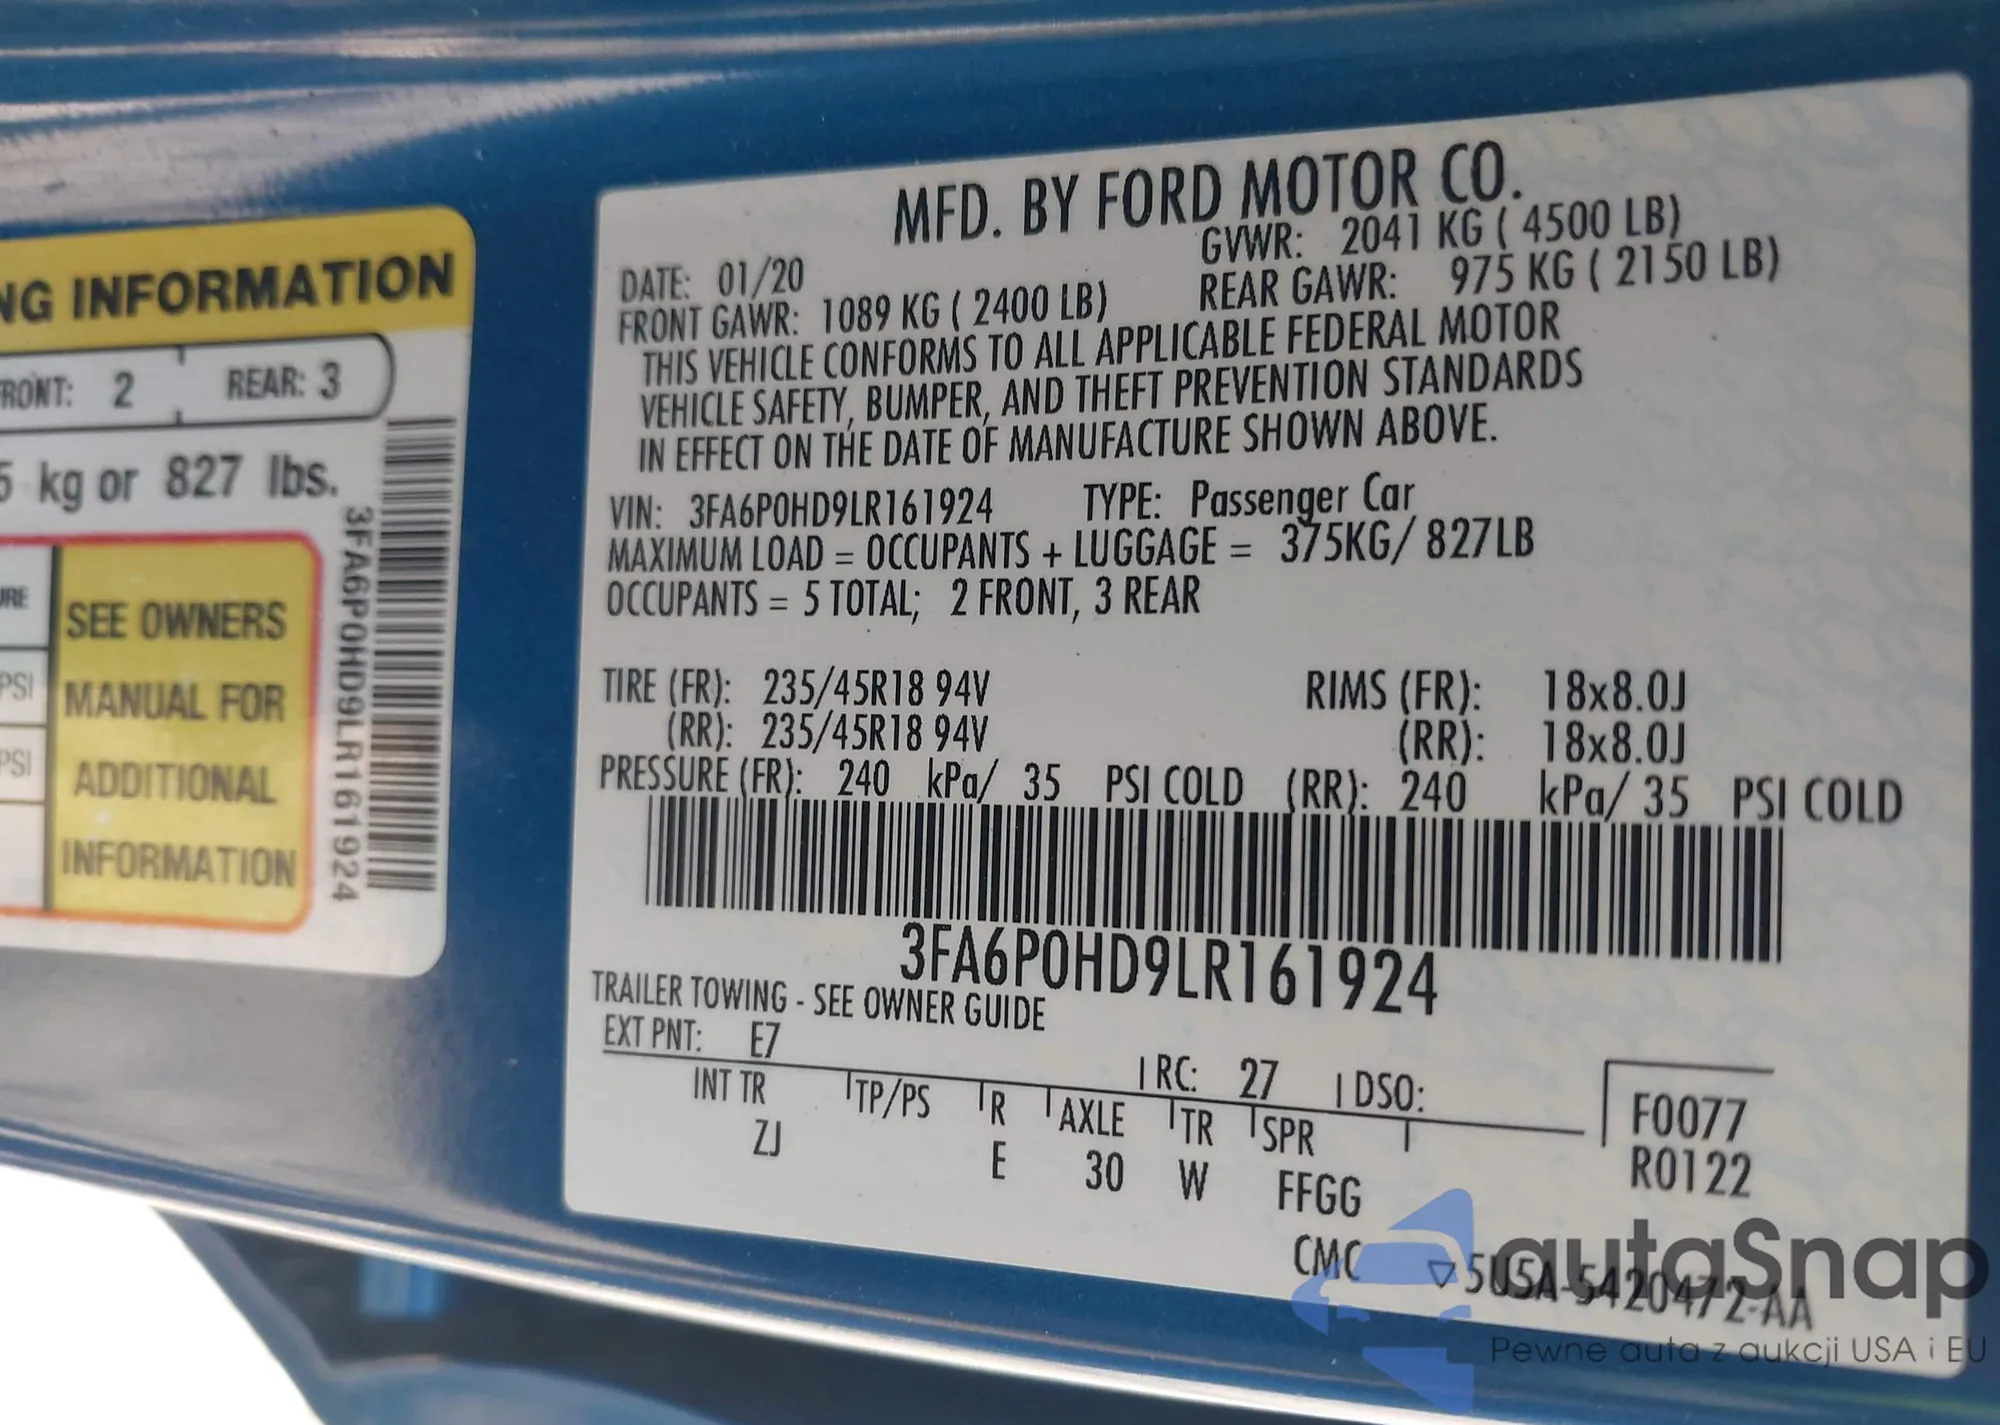 NG INFORMATION
RONT: 2 REAR: 3
5 kg or 827 lbs.
URE
PSI
PSI
SEE OWNERS
MANUAL FOR
ADDITIONAL
INFORMATION
3FA6P0HD9LR161924
MFD. BY FORD MOTOR CO.
DATE: 01/20 GVWR: 2041 KG ( 4500 LB)
FRONT GAWR: 1089 KG ( 2400 LB) REAR GAWR: 975 KG ( 2150 LB)
THIS VEHICLE CONFORMS TO ALL APPLICABLE FEDERAL MOTOR
VEHICLE SAFETY, BUMPER, AND THEFT PREVENTION STANDARDS
IN EFFECT ON THE DATE OF MANUFACTURE SHOWN ABOVE.
VIN: 3FA6P0HD9LR161924 TYPE: Passenger Car
MAXIMUM LOAD = OCCUPANTS + LUGGAGE = 375KG/ 827LB
OCCUPANTS = 5 TOTAL; 2 FRONT, 3 REAR
TIRE (FR): 235/45R18 94V RIMS (FR): 18x8.0J
(RR): 235/45R18 94V (RR): 18x8.0J
PRESSURE (FR): 240 kPa/ 35 PSI COLD (RR): 240 kPa/ 35 PSI COLD
3FA6P0HD9LR161924
TRAILER TOWING - SEE OWNER GUIDE
EXT PNT: E7 RC: 27 DSO:
INT TR TP/PS R AXLE TR SPR F0077
ZJ E 30 W FFGG R0122
CMC ▽5U5A-5420472-AA
autaSnap
Pewne auta z aukcji USA i EU